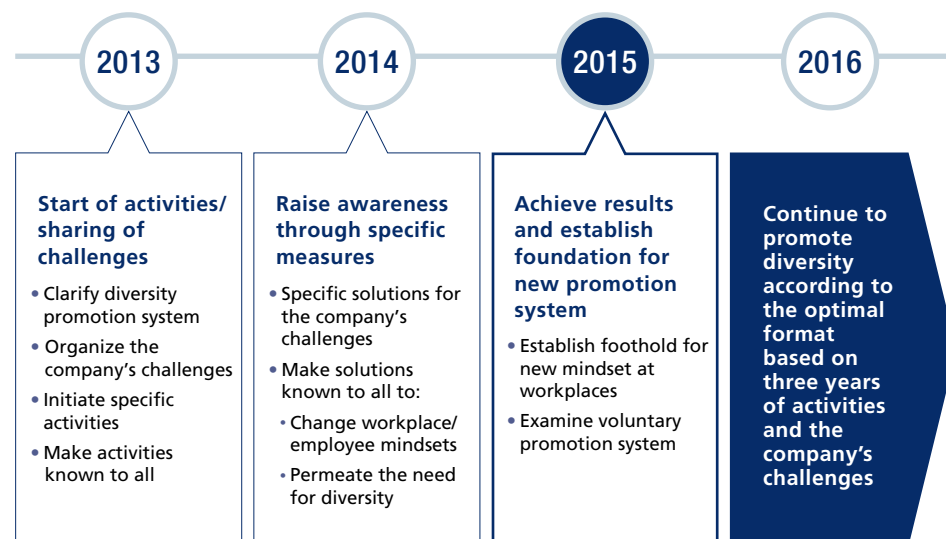 2013
2014
2015
2016
Start of activities/
sharing of
challenges
• Clarify diversity
promotion system
• Organize the
company's challenges
• Initiate specific
activities
• Make activities
known to all
Raise awareness
through specific
measures
• Specific solutions for
the company's
challenges
• Make solutions
known to all to:
• Change workplace/
employee mindsets
• Permeate the need
for diversity
Achieve results
and establish
foundation for
new promotion
system
• Establish foothold for
new mindset at
workplaces
• Examine voluntary
promotion system
Continue to
promote
diversity
according to
the optimal
format
based on
three years
of activities
and the
company's
challenges